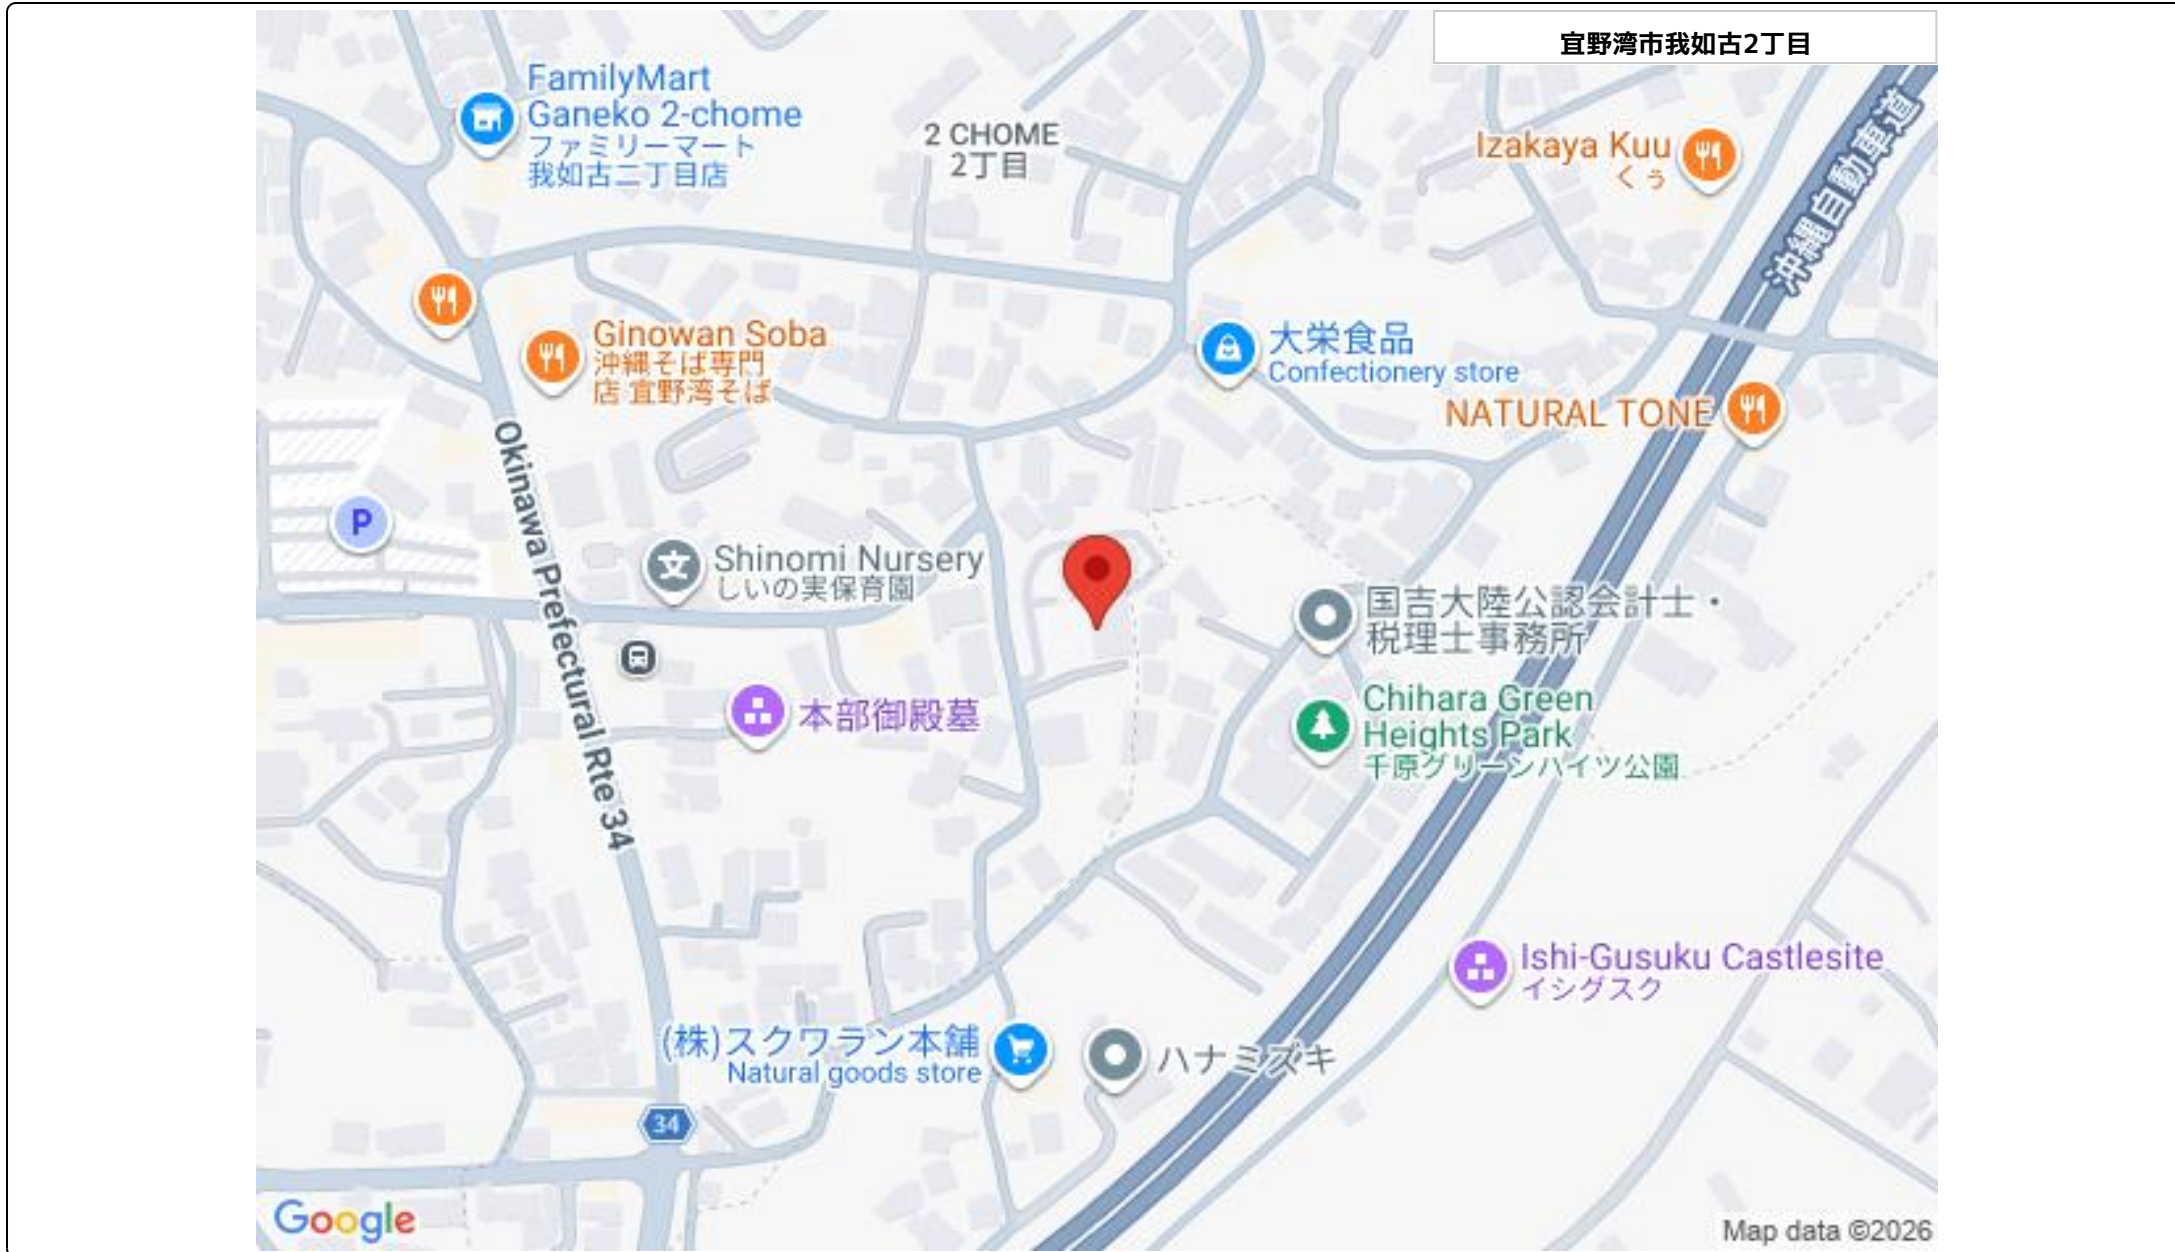 宜野湾市我如古2丁目
FamilyMart
Ganeko 2-chome
ファミリーマート
我如古二丁目店
2 CHOME
2丁目
Izakaya Kuu
くぅ
沖縄自動車道
Ginowan Soba
沖縄そば専門
店 宜野湾そば
大栄食品
Confectionery store
NATURAL TONE
Okinawa Prefectural Rte 34
P
Shinomi Nursery
しいの実保育園
国吉大陸公認会計士・
税理士事務所
本部御殿墓
Chihara Green
Heights Park
千原グリーンハイツ公園
Ishi-Gusuku Castlesite
イシグスク
(株)スクワラン本舗
Natural goods store
ハナミズキ
34
Google
Map data ©2026